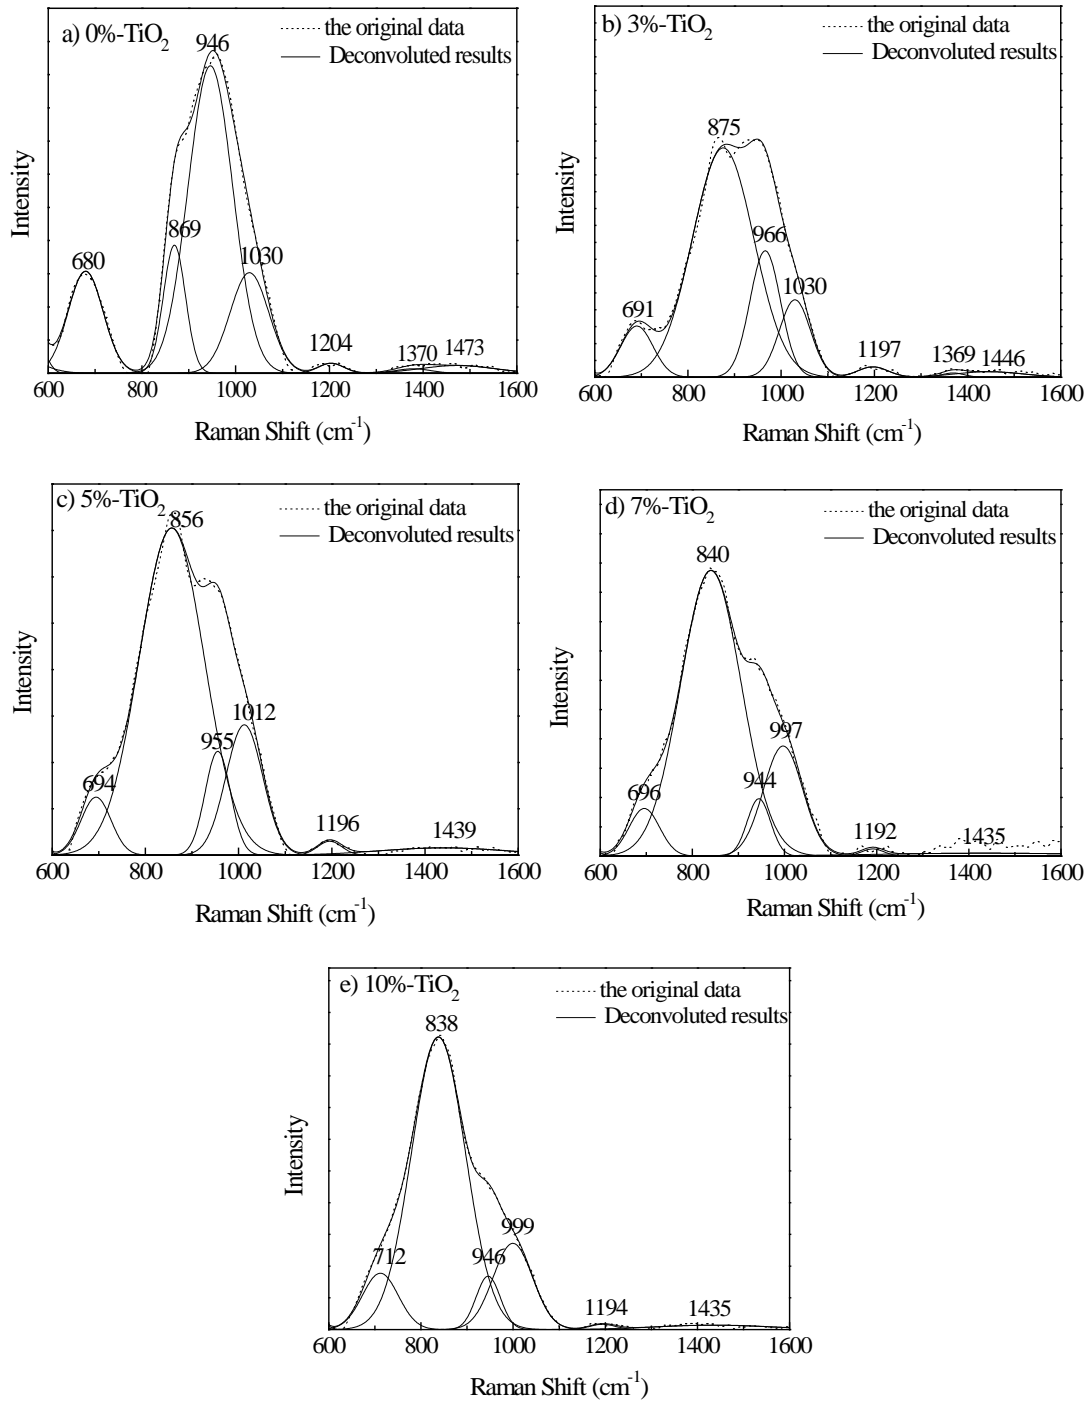 a) 0%-TiO2
the original data
Deconvoluted results
946
869
680
1030
1204
1370
1473
600 800 1000 1200 1400 1600
Intensity
Raman Shift (cm-1)
b) 3%-TiO2
the original data
Deconvoluted results
875
966
1030
691
1197
1369
1446
600 800 1000 1200 1400 1600
Intensity
Raman Shift (cm-1)
c) 5%-TiO2
the original data
Deconvoluted results
856
1012
955
694
1196
1439
600 800 1000 1200 1400 1600
Intensity
Raman Shift (cm-1)
d) 7%-TiO2
the original data
Deconvoluted results
840
997
944
696
1192
1435
600 800 1000 1200 1400 1600
Intensity
Raman Shift (cm-1)
e) 10%-TiO2
the original data
Deconvoluted results
838
999
946
712
1194
1435
600 800 1000 1200 1400 1600
Intensity
Raman Shift (cm-1)